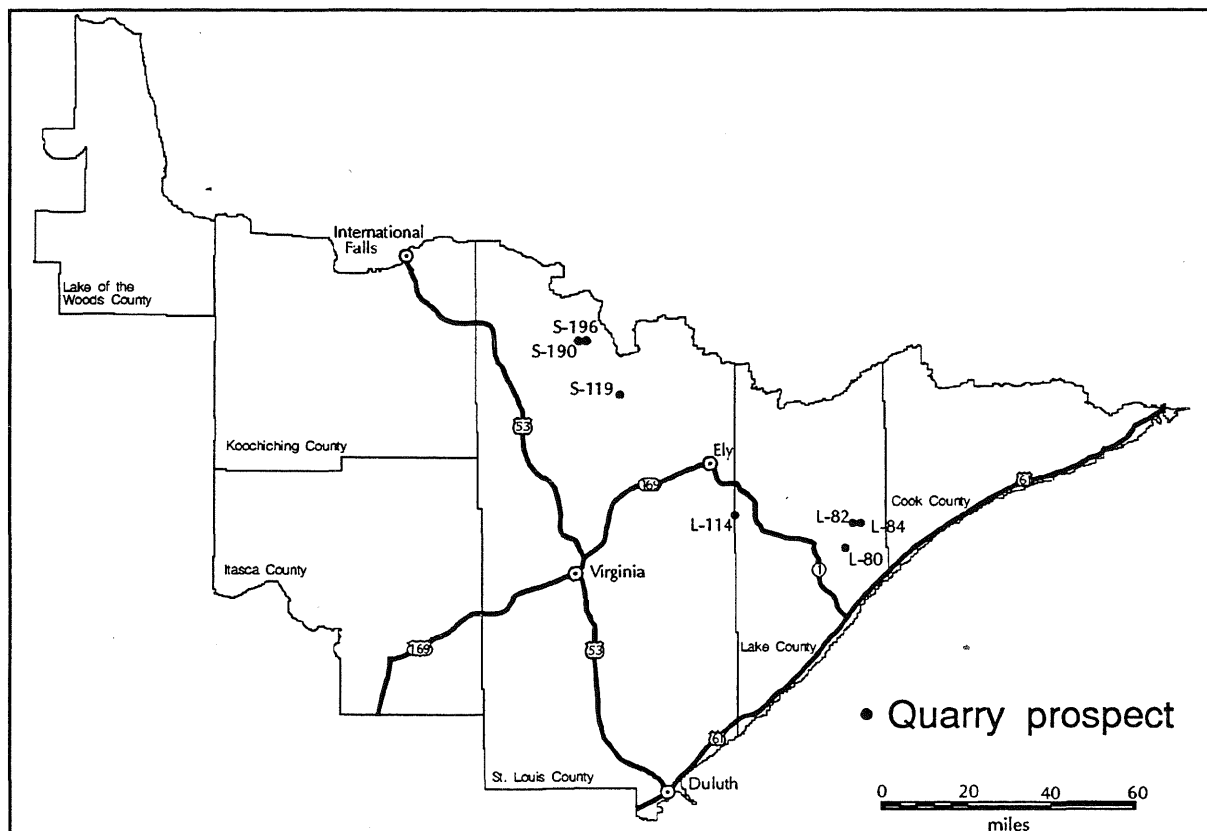 International
Falls
Lake of the
Woods County
S-196
S-190
S-119
53
Koochiching County
Ely
169
61
Cook County
L-82
L-84
L-114
L-80
Virginia
1
Itasca County
169
53
Lake County
Quarry prospect
61
St. Louis County
Duluth
0 20 40 60
miles